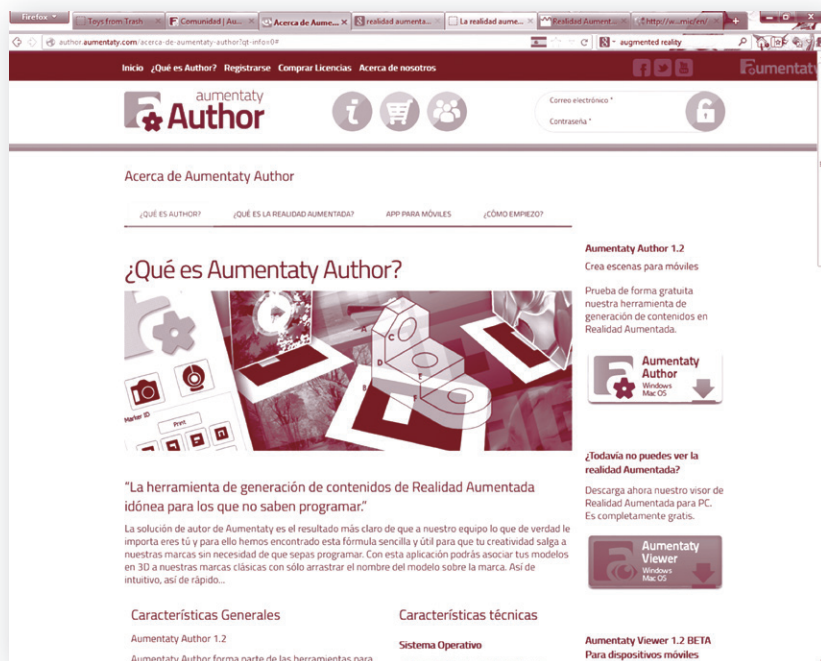 Firefox
Toys from Trash
Comunidad | Au...
Acerca de Aume...
realidad aumenta...
La realidad aume...
Realidad Aument...
author.aumentaty.com/acerca-de-aumentaty-author?qt-info=0#
augmented reality
Inicio ¿Qué es Author? Registrarse Comprar Licencias Acerca de nosotros
aumentaty
Author
Correo electrónico *
Contraseña *
Acerca de Aumentaty Author
¿QUÉ ES AUTHOR? ¿QUÉ ES LA REALIDAD AUMENTADA? APP PARA MÓVILES ¿CÓMO EMPIEZO?
¿Qué es Aumentaty Author?
Marker ID
Print
A
C
D
E
B
F
"La herramienta de generación de contenidos de Realidad Aumentada
idónea para los que no saben programar."
La solución de autor de Aumentaty es el resultado más claro de que a nuestro equipo lo que de verdad le
importa eres tú y para ello hemos encontrado esta fórmula sencilla y útil para que tu creatividad salga a
nuestras marcas sin necesidad de que sepas programar. Con esta aplicación podrás asociar tus modelos
en 3D a nuestras marcas clásicas con sólo arrastrar el nombre del modelo sobre la marca. Así de
intuitivo, así de rápido...
Características Generales
Aumentaty Author 1.2
Aumentaty Author forma parte de las herramientas para
Características técnicas
Sistema Operativo
Aumentaty Author 1.2
Crea escenas para móviles
Prueba de forma gratuita
nuestra herramienta de
generación de contenidos en
Realidad Aumentada.
Aumentaty
Author
Windows
Mac OS
¿Todavía no puedes ver la
realidad Aumentada?
Descarga ahora nuestro visor de
Realidad Aumentada para PC.
Es completamente gratis.
Aumentaty
Viewer
Windows
Mac OS
Aumentaty Viewer 1.2 BETA
Para dispositivos móviles